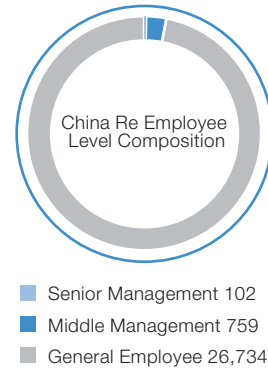 China Re Employee
Level Composition
Senior Management 102
Middle Management 759
General Employee 26,734